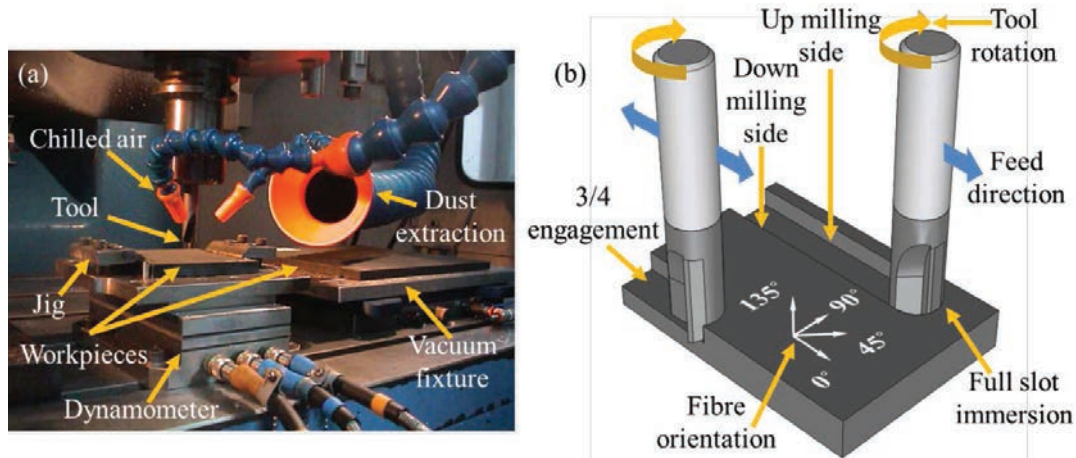 (a)
Chilled air
Tool
Dust
extraction
Jig
Workpieces
Vacuum
fixture
Dynamometer
(b)
Up milling
side
Tool
rotation
Down
milling
side
Feed
direction
3/4
engagement
135°
90°
45°
0°
Fibre
orientation
Full slot
immersion